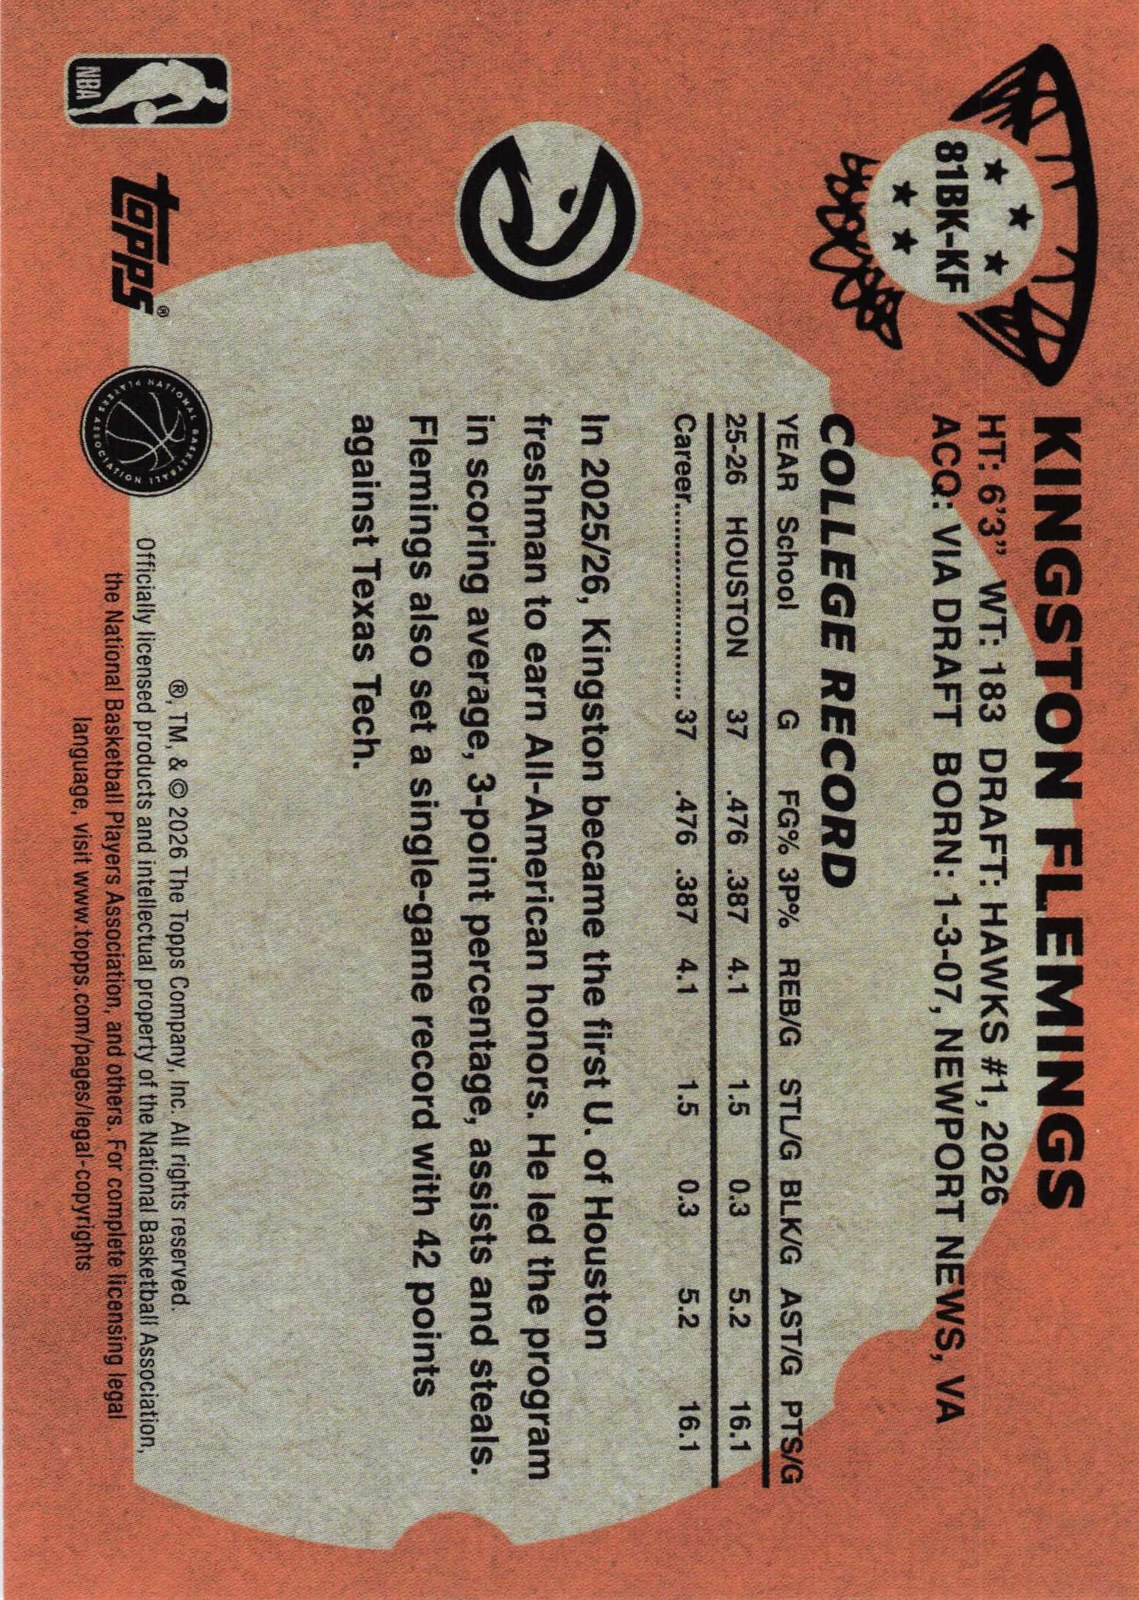 81BK-KF
KINGSTON FLEMINGS
HT: 6'3" WT: 183 DRAFT: HAWKS #1, 2026
ACQ: VIA DRAFT BORN: 1-3-07, NEWPORT NEWS, VA
COLLEGE RECORD
YEAR School G FG% 3P% REB/G STL/G BLK/G AST/G PTS/G
25-26 HOUSTON 37 .476 .387 4.1 1.5 0.3 5.2 16.1
Career.................... 37 .476 .387 4.1 1.5 0.3 5.2 16.1
In 2025/26, Kingston became the first U. of Houston
freshman to earn All-American honors. He led the program
in scoring average, 3-point percentage, assists and steals.
Flemings also set a single-game record with 42 points
against Texas Tech.
NBA
topps®
NATIONAL BASKETBALL PLAYERS ASSOCIATION
®, TM, & © 2026 The Topps Company, Inc. All rights reserved.
Officially licensed products and intellectual property of the National Basketball Association,
the National Basketball Players Association, and others. For complete licensing legal
language, visit www.topps.com/pages/legal-copyrights